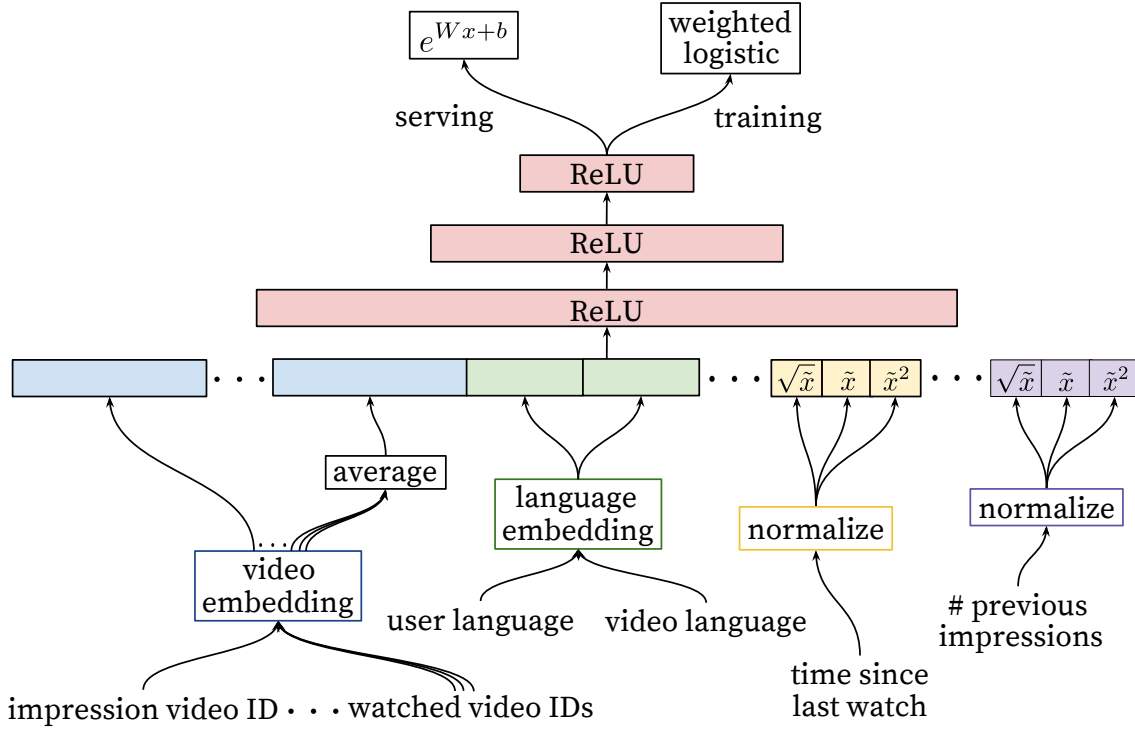 e^{Wx+b}
weighted
logistic
serving
training
ReLU
ReLU
ReLU
. . .
√x̃ x̃ x̃²
. . .
√x̃ x̃ x̃²
. . .
average
language
embedding
normalize
normalize
. . . .
video
embedding
user language
video language
# previous
impressions
time since
last watch
impression video ID . . . watched video IDs